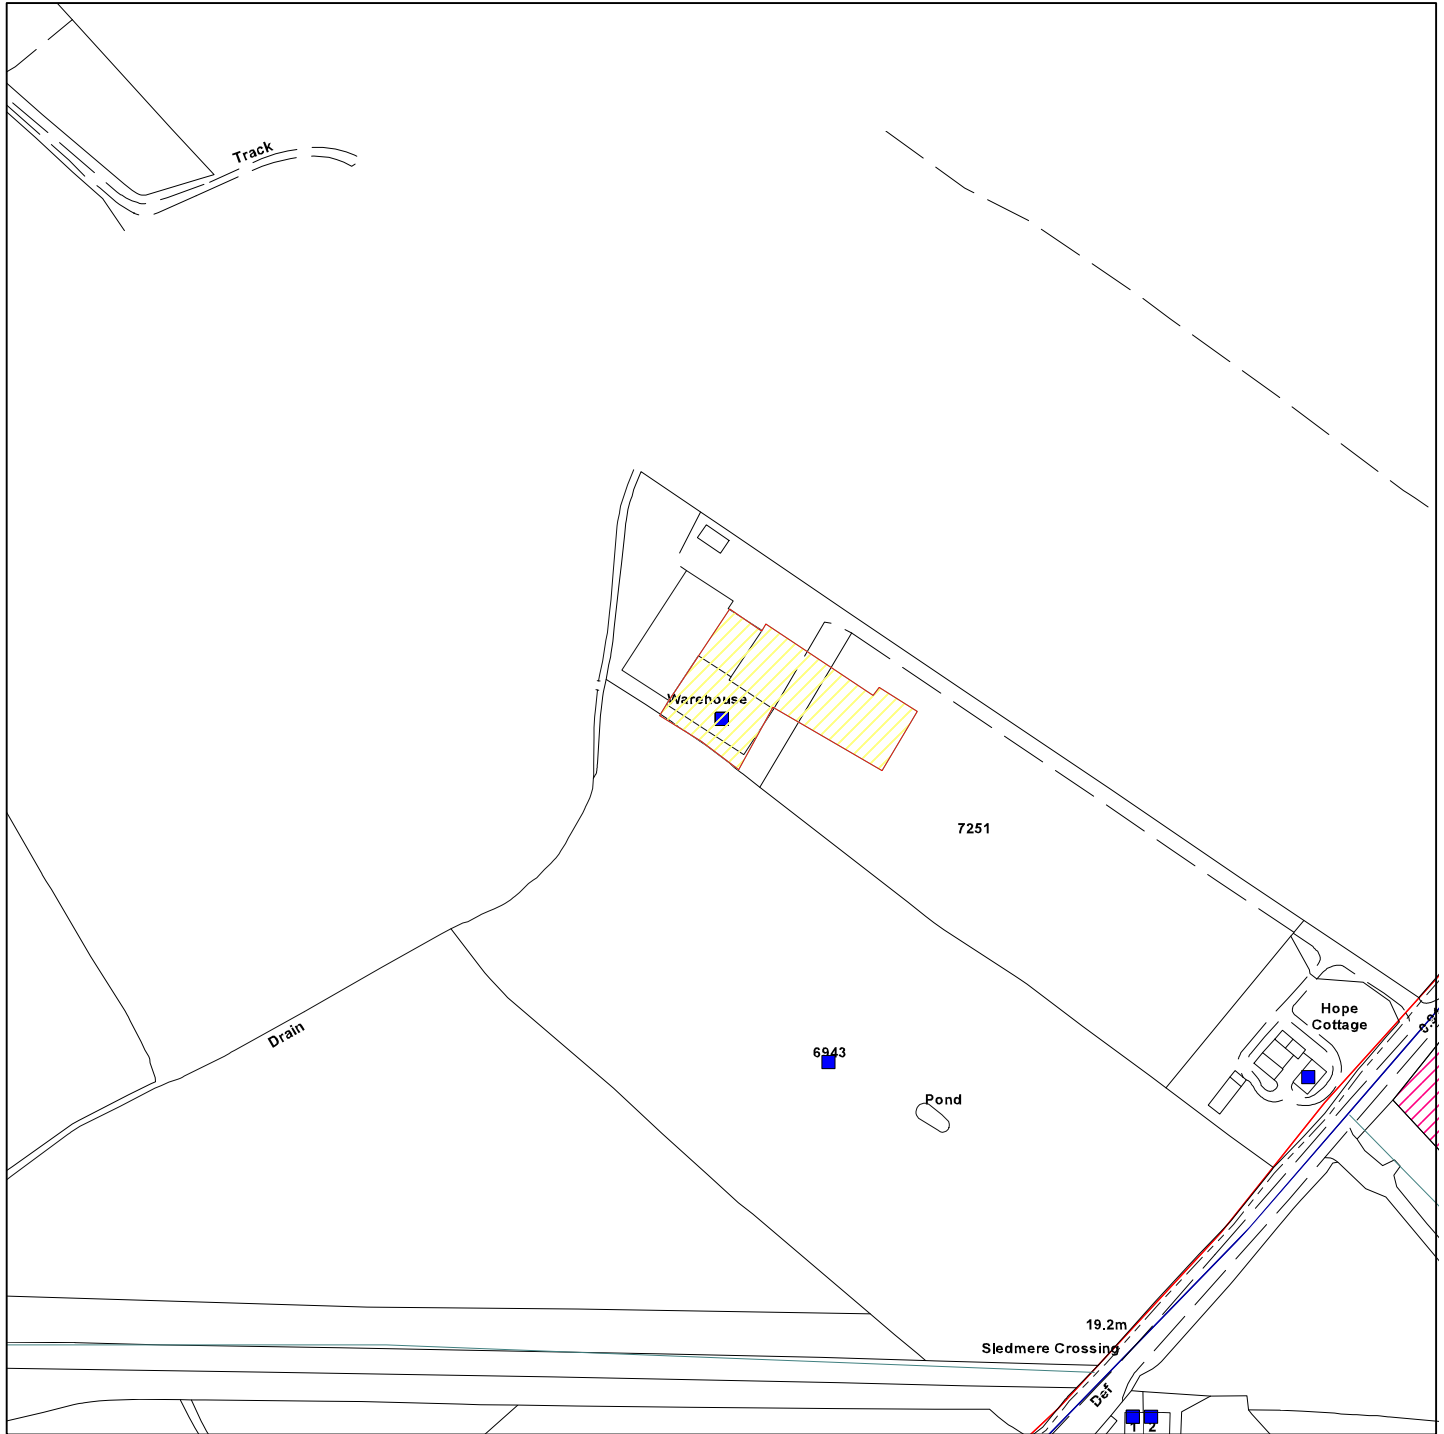 Track
Warehouse
7251
Hope
Cottage
Drain
6943
Pond
19.2m
Sledmere Crossing
Def
1 2